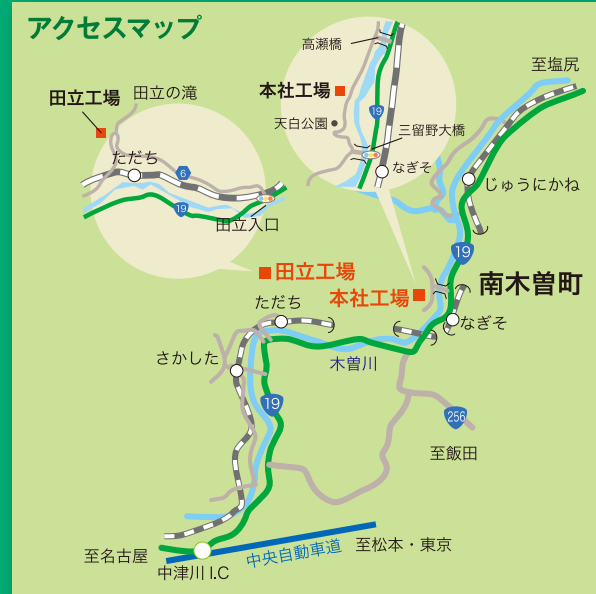 アクセスマップ
高瀬橋
至塩尻
田立工場
田立の滝
本社工場
19
天白公園
三留野大橋
ただち
6
なぎそ
じゅうにかね
19
田立入口
19
田立工場
南木曽町
本社工場
ただち
なぎそ
さかした
木曽川
19
256
至飯田
至名古屋
中央自動車道
至松本・東京
中津川I.C